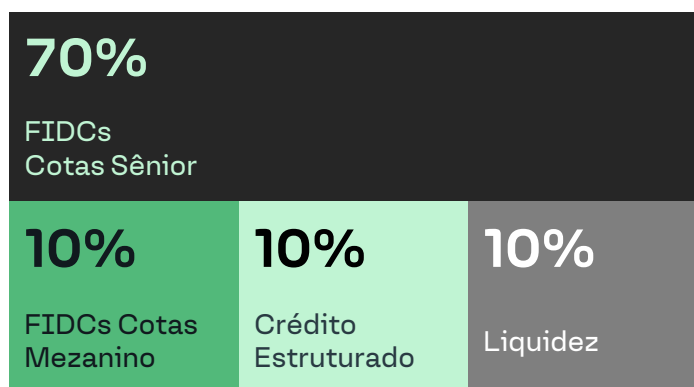 70%
FIDCs
Cotas Sênior
10%
FIDCs Cotas
Mezanino
10%
Crédito
Estruturado
10%
Liquidez